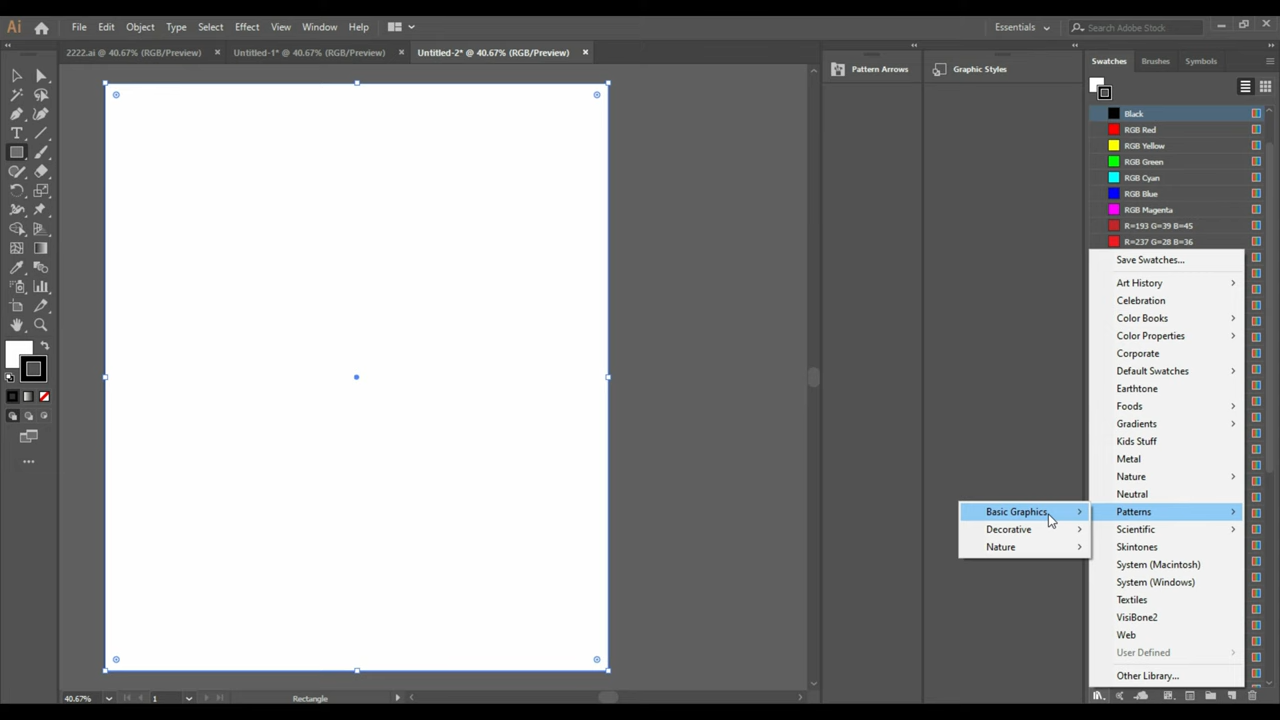 Ai File Edit Object Type Select Effect View Window Help Essentials Search Adobe Stock
2222.ai @ 40.67% (RGB/Preview) × Untitled-1* @ 40.67% (RGB/Preview) × Untitled-2* @ 40.67% (RGB/Preview) ×
Pattern Arrows
Graphic Styles
Swatches Brushes Symbols
Black
RGB Red
RGB Yellow
RGB Green
RGB Cyan
RGB Blue
RGB Magenta
R=193 G=39 B=45
R=237 G=28 B=36
Save Swatches...
Art History
Celebration
Color Books
Color Properties
Corporate
Default Swatches
Earthtone
Foods
Gradients
Kids Stuff
Metal
Nature
Neutral
Patterns
Scientific
Skintones
System (Macintosh)
System (Windows)
Textiles
VisiBone2
Web
User Defined
Other Library...
Basic Graphics
Decorative
Nature
40.67% 1 Rectangle